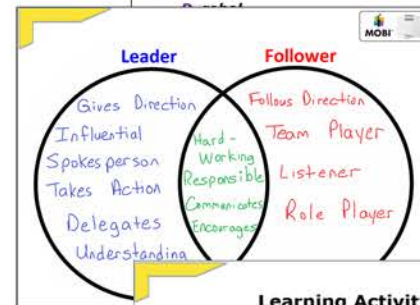 MOBI
Leader
Follower
Gives Direction
Influential
Spokesperson
Takes Action
Delegates
Understanding
Hard-
Working
Responsible
Communicates
Encourages
Follows Direction
Team Player
Listener
Role Player
Learning Activit